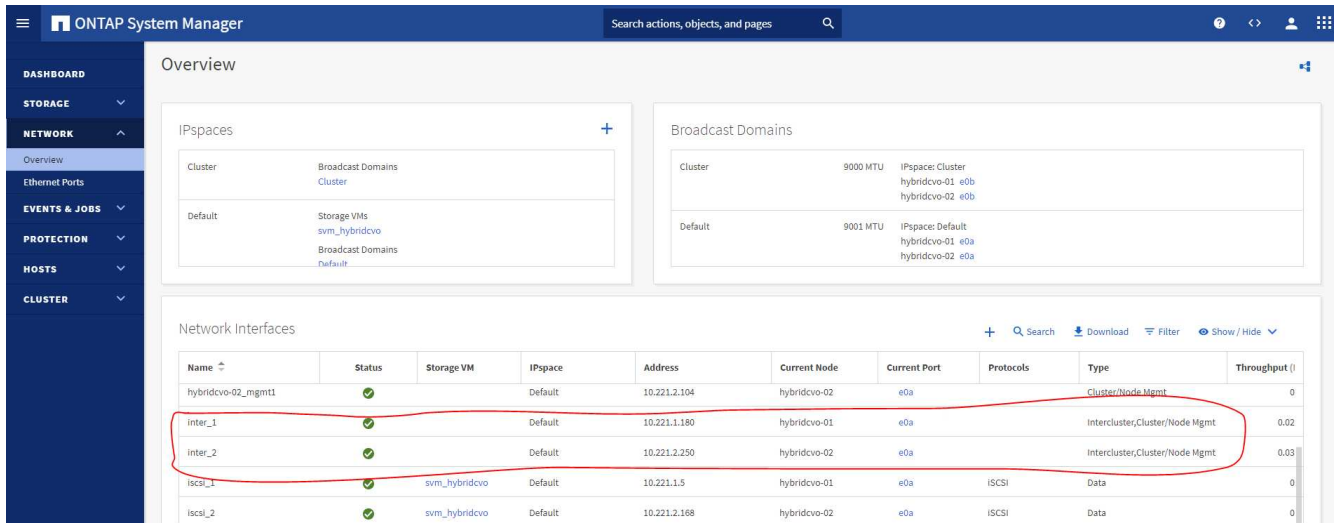 ONTAP System Manager
Search actions, objects, and pages
DASHBOARD
STORAGE
NETWORK
Overview
Ethernet Ports
EVENTS & JOBS
PROTECTION
HOSTS
CLUSTER
Overview
IPspaces
Cluster
Broadcast Domains
Cluster
Default
Storage VMs
svm_hybridcvo
Broadcast Domains
Default
Broadcast Domains
Cluster 9000 MTU IPspace: Cluster
hybridcvo-01 e0b
hybridcvo-02 e0b
Default 9001 MTU IPspace: Default
hybridcvo-01 e0a
hybridcvo-02 e0a
Network Interfaces
Search Download Filter Show / Hide
Name Status Storage VM IPspace Address Current Node Current Port Protocols Type Throughput (
hybridcvo-02_mgmt1 Default 10.221.2.104 hybridcvo-02 e0a Cluster/Node Mgmt 0
inter_1 Default 10.221.1.180 hybridcvo-01 e0a Intercluster,Cluster/Node Mgmt 0.02
inter_2 Default 10.221.2.250 hybridcvo-02 e0a Intercluster,Cluster/Node Mgmt 0.03
iscsi_1 svm_hybridcvo Default 10.221.1.5 hybridcvo-01 e0a iSCSI Data 0
iscsi_2 svm_hybridcvo Default 10.221.2.168 hybridcvo-02 e0a iSCSI Data 0